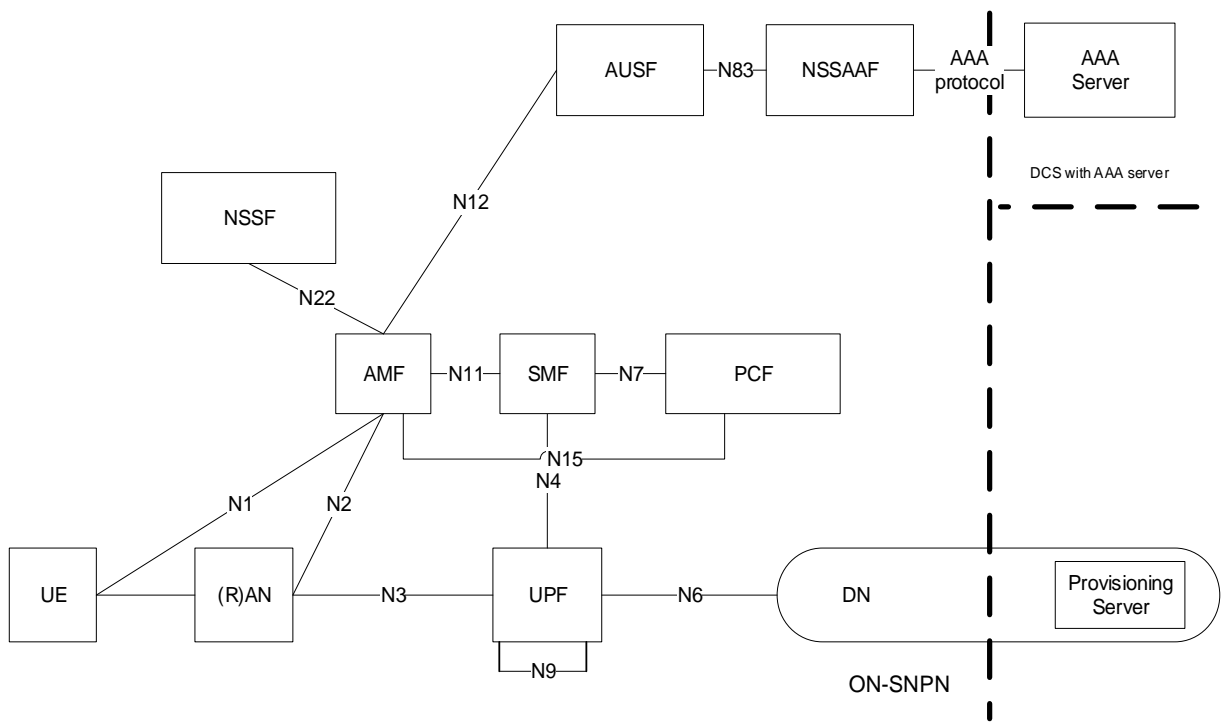 AUSF
N83
NSSAAF
AAA
protocol
AAA
Server
DCS with AAA server
N12
NSSF
N22
AMF
N11
SMF
N7
PCF
N15
N4
N1
N2
UE
(R)AN
N3
UPF
N6
DN
Provisioning
Server
N9
ON-SNPN